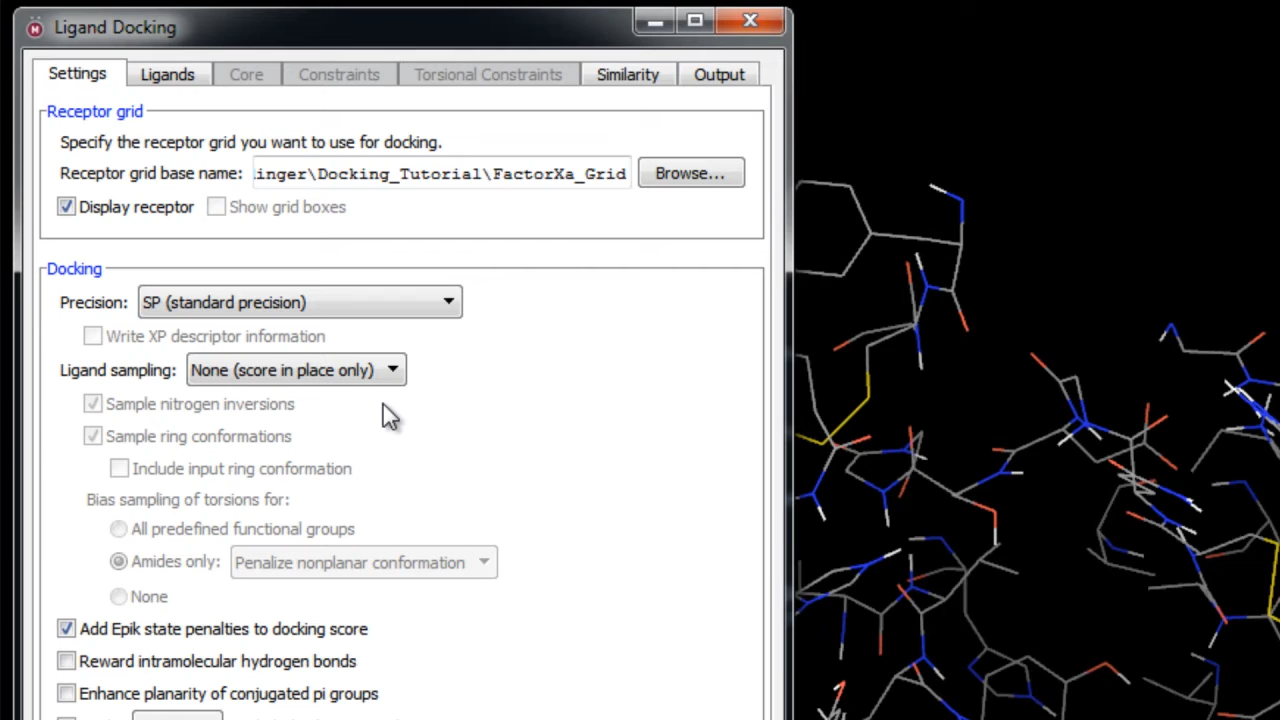 Ligand Docking
Settings Ligands Core Constraints Torsional Constraints Similarity Output
Receptor grid
Specify the receptor grid you want to use for docking.
Receptor grid base name: :inger\Docking_Tutorial\FactorXa_Grid Browse...
Display receptor Show grid boxes
Docking
Precision: SP (standard precision)
Write XP descriptor information
Ligand sampling: None (score in place only)
Sample nitrogen inversions
Sample ring conformations
Include input ring conformation
Bias sampling of torsions for:
All predefined functional groups
Amides only: Penalize nonplanar conformation
None
Add Epik state penalties to docking score
Reward intramolecular hydrogen bonds
Enhance planarity of conjugated pi groups